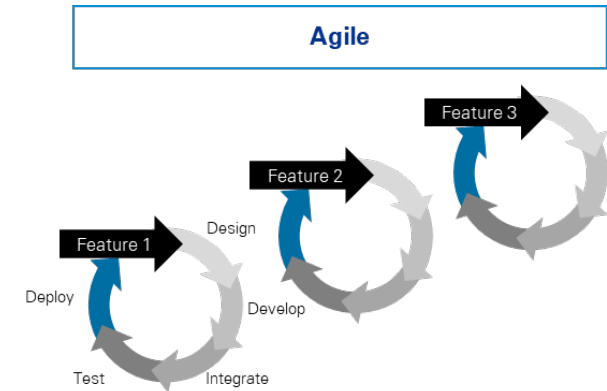 Agile
Feature 3
Feature 2
Feature 1
Design
Deploy
Develop
Test
Integrate